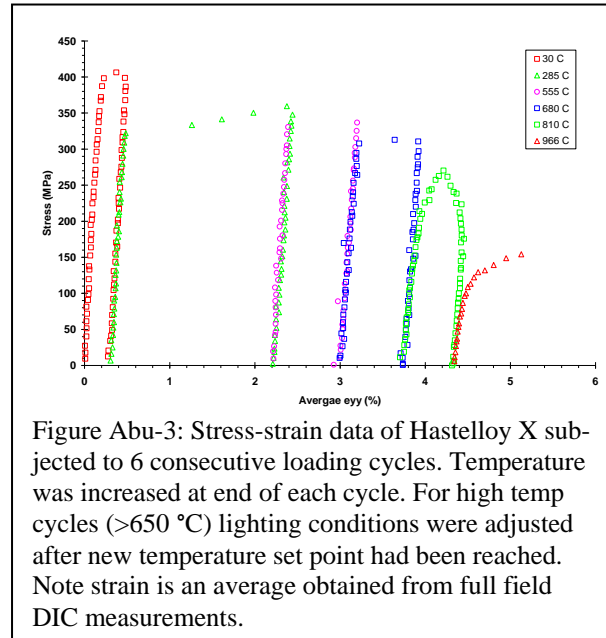 450
400
350
300
250
200
150
100
50
0
Stress (MPa)
30 C
285 C
555 C
680 C
810 C
966 C
0 1 2 3 4 5 6
Avergae eyy (%)
Figure Abu-3: Stress-strain data of Hastelloy X sub-
jected to 6 consecutive loading cycles. Temperature
was increased at end of each cycle. For high temp
cycles (>650 °C) lighting conditions were adjusted
after new temperature set point had been reached.
Note strain is an average obtained from full field
DIC measurements.